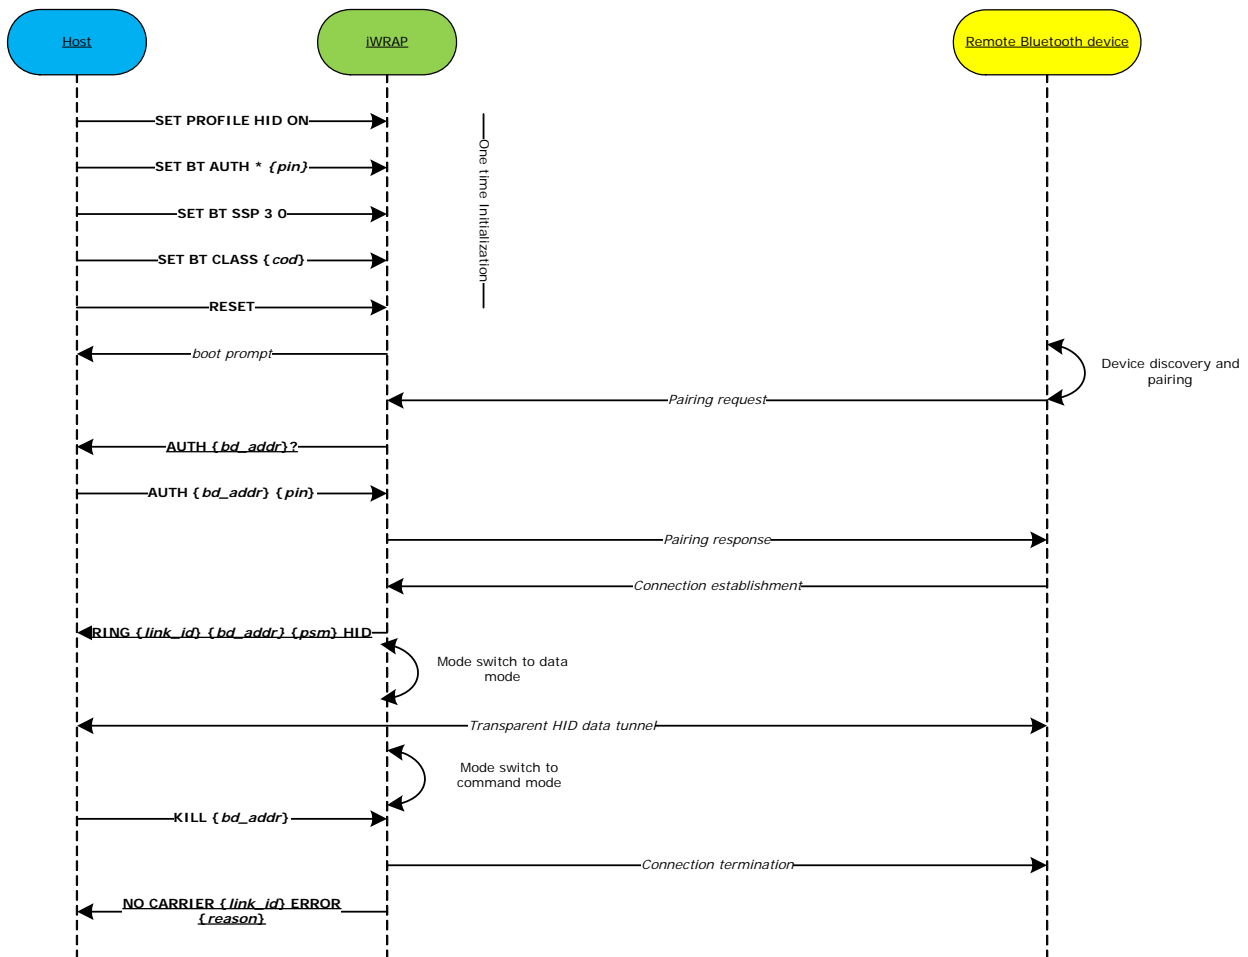 Host
iWRAP
Remote Bluetooth device
SET PROFILE HID ON
SET BT AUTH * {pin}
SET BT SSP 3 0
SET BT CLASS {cod}
RESET
One time Initialization
boot prompt
Device discovery and
pairing
Pairing request
AUTH {bd_addr}?
AUTH {bd_addr} {pin}
Pairing response
Connection establishment
RING {link_id} {bd_addr} {psm} HID
Mode switch to data
mode
Transparent HID data tunnel
Mode switch to
command mode
KILL {bd_addr}
Connection termination
NO CARRIER {link_id} ERROR
{reason}